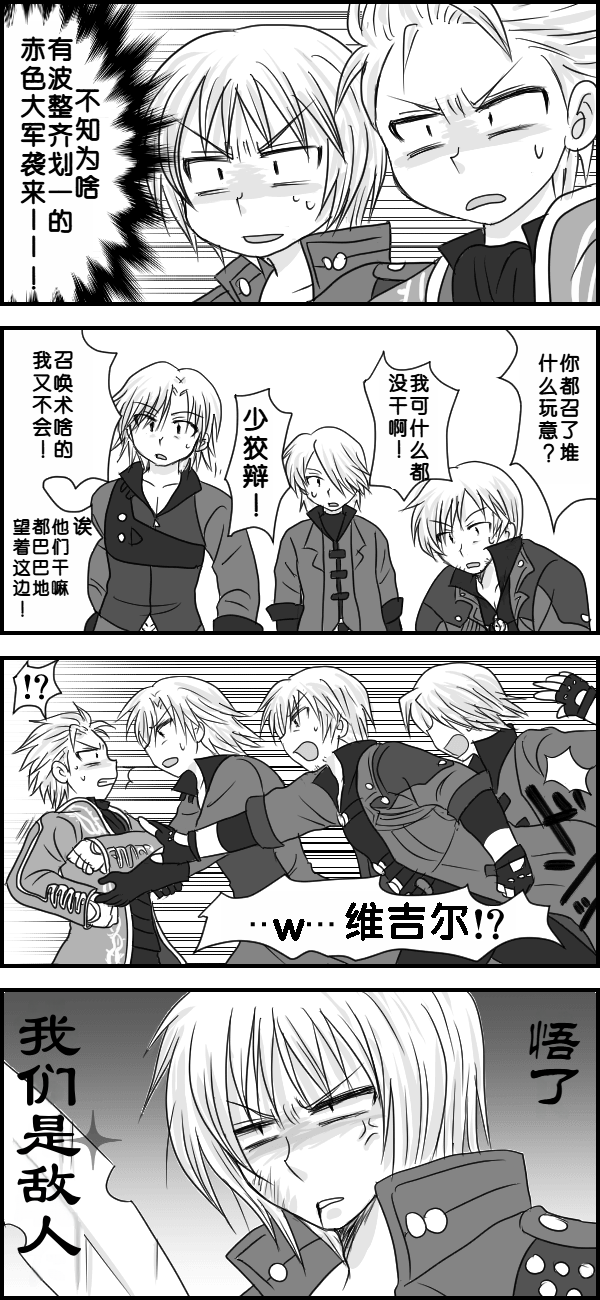 不知为啥
有波整齐划一的
赤色大军袭来———！
你都召了堆
什么玩意？
我可什么都
没干啊！
少狡辩！
召唤术啥的
我又不会！
诶
他们干嘛
都巴巴地
望着这边！
!?
…w…维吉尔!?
悟了
我们是敌人